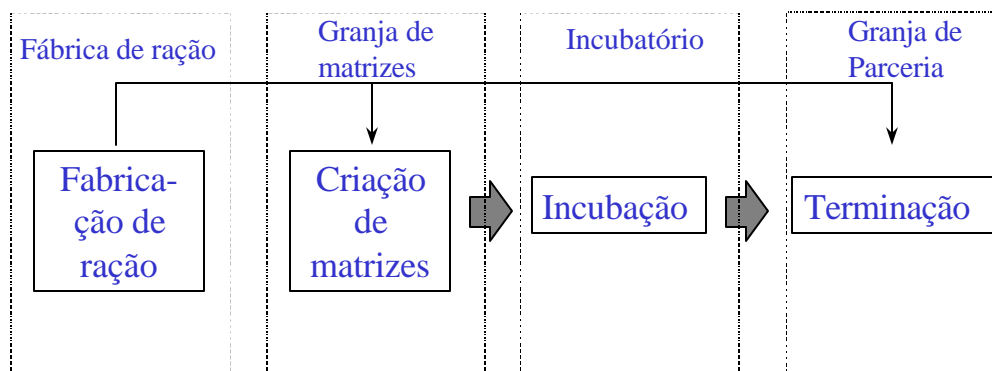 Fábrica de ração
Granja de
matrizes
Incubatório
Granja de
Parceria
Fabrica-
ção de
ração
Criação
de
matrizes
Incubação
Terminação